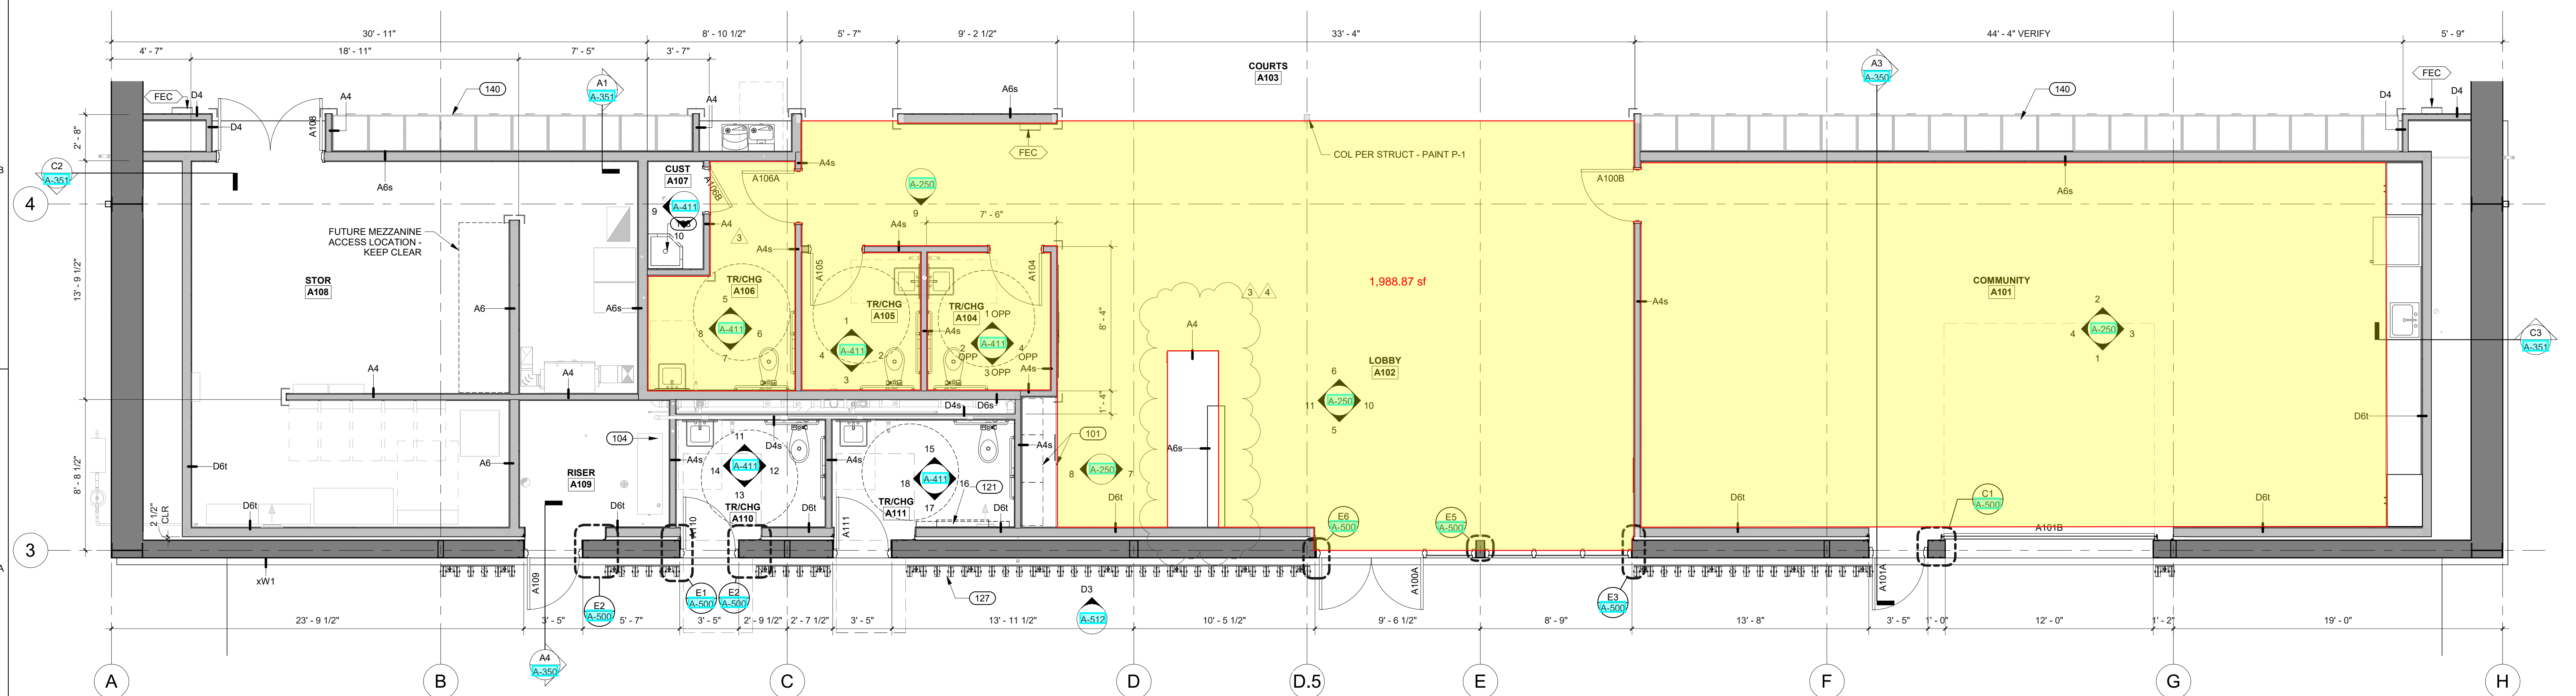 30' - 11"
8' - 10 1/2"
5' - 7"
9' - 2 1/2"
33' - 4"
44' - 4" VERIFY
5' - 9"
4' - 7"
18' - 11"
7' - 5"
3' - 7"
COURTS
A103
A1
A-351
A3
A-350
FEC
D4
D4
A108
A4
140
A4
A6s
FEC
COL PER STRUCT - PAINT P-1
140
D4
FEC
D4
2' - 8"
C2
A-351
B
4
A6s
CUST
A107
A106B
A106A
A4s
A-250
9
A100B
A6s
9
A-411
10
A4
3
A4s
A4s
7' - 6"
FUTURE MEZZANINE
ACCESS LOCATION -
KEEP CLEAR
STOR
A108
13' - 9 1/2"
A6
A6s
TR/CHG
A106
5
8
A-411
6
7
A105
TR/CHG
A105
1
4
A-411
2
3
A104
TR/CHG
A104
1 OPP
2
OPP
A-411
4
OPP
3 OPP
A4s
A4s
8' - 4"
1,988.87 sf
3
4
A4
LOBBY
A102
6
11
A-250
10
5
A4s
COMMUNITY
A101
2
4
A-250
3
1
C3
A-351
A4
A4
D4s
D6s
1' - 4"
D6t
8' - 8 1/2"
D6t
A6
104
RISER
A109
A4s
D4s
11
14
A-411
12
13
TR/CHG
A110
A4s
15
18
A-411
16
17
TR/CHG
A111
121
A4s
101
8
A-250
7
A6s
D6t
D6t
D6t
D6t
D6t
D6t
2 1/2"
CLR
3
A
xW1
A109
E2
A-500
A110
E1
A-500
E2
A-500
A111
127
D3
A-512
E6
A-500
A100A
E5
A-500
E3
A-500
A101A
C1
A-500
A101B
23' - 9 1/2"
3' - 5"
5' - 7"
3' - 5"
2' - 9 1/2"
2' - 7 1/2"
3' - 5"
13' - 11 1/2"
10' - 5 1/2"
9' - 6 1/2"
8' - 9"
13' - 8"
3' - 5"
1' - 0"
12' - 0"
1' - 2"
19' - 0"
A4
A-350
A
B
C
D
D.5
E
F
G
H